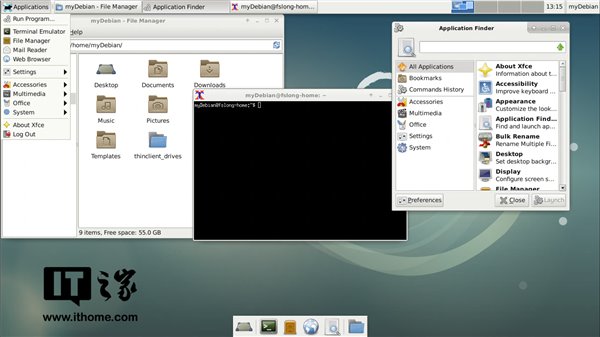 Applications
myDebian - File Manager
Application Finder
myDebian@fslong-hom...
13:15
myDebian
Run Program...
Terminal Emulator
File Manager
Mail Reader
Web Browser
Settings
Accessories
Multimedia
Office
System
About Xfce
Log Out
myDebian - File Manager
Help
/home/myDebian/
Desktop
Documents
Downloads
Music
Pictures
Templates
thinclient_drives
9 items, Free space: 55.0 GB
myDebian@fslong-home: ~
myDebian@fslong-home:~$
Application Finder
All Applications
Bookmarks
Commands History
Accessories
Multimedia
Office
Settings
System
About Xfce
Information about t...
Accessibility
Improve keyboard ...
Appearance
Customize the look...
Application Find...
Find and launch ap...
Bulk Rename
Rename Multiple Fi...
Desktop
Set desktop backgr...
Display
Configure screen s...
File Manager
Preferences
Close
Launch
IT之家
www.ithome.com